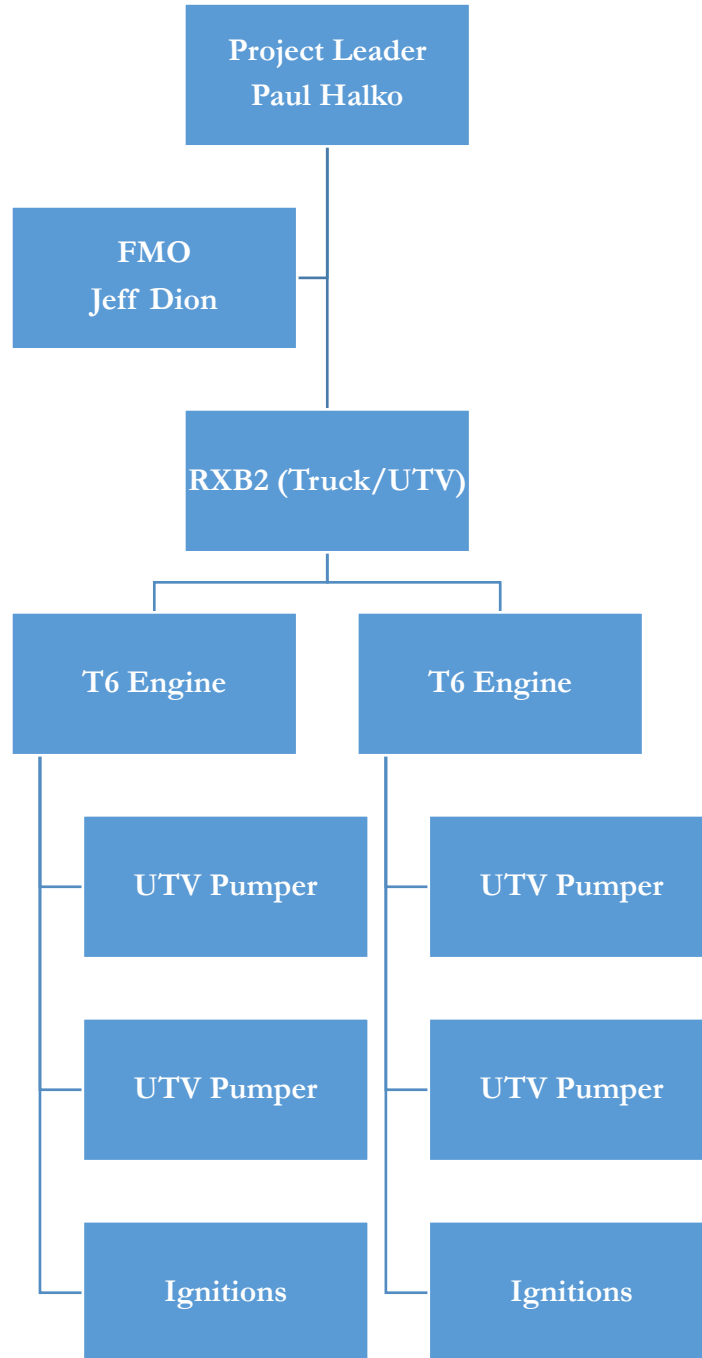 Project Leader
Paul Halko
FMO
Jeff Dion
RXB2 (Truck/UTV)
T6 Engine
T6 Engine
UTV Pumper
UTV Pumper
UTV Pumper
UTV Pumper
Ignitions
Ignitions